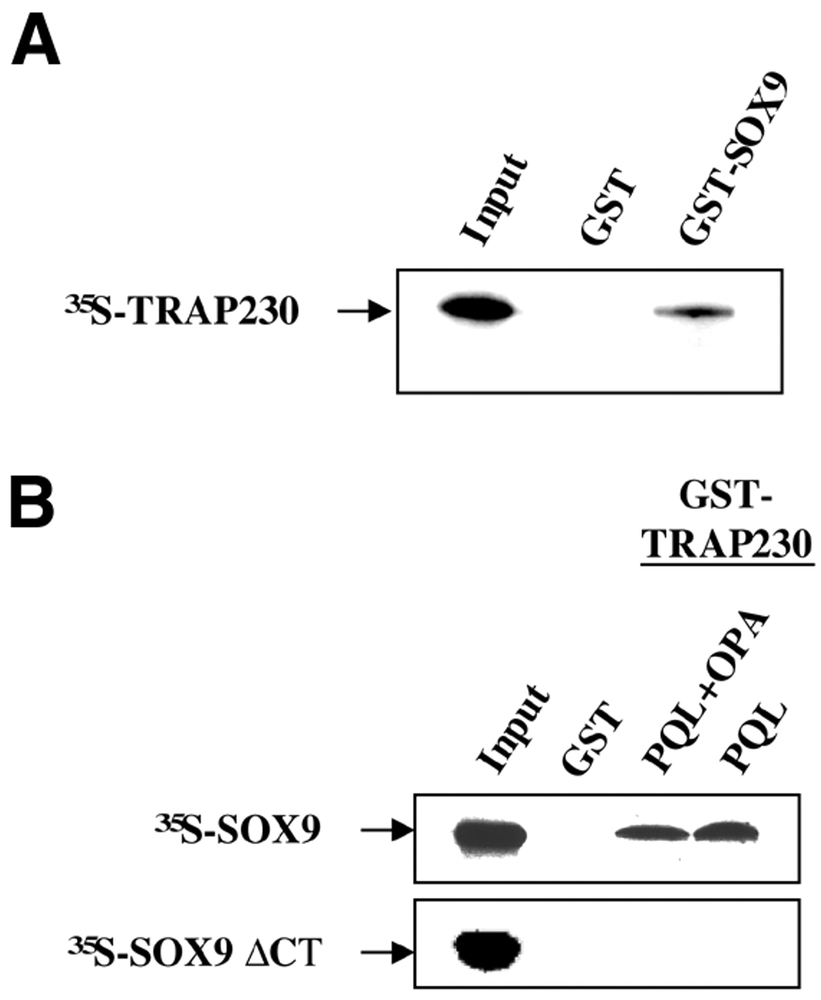 A
Input GST GST-SOX9
³⁵S-TRAP230
B
GST-
TRAP230
Input GST PQL+OPA PQL
³⁵S-SOX9
³⁵S-SOX9 ΔCT